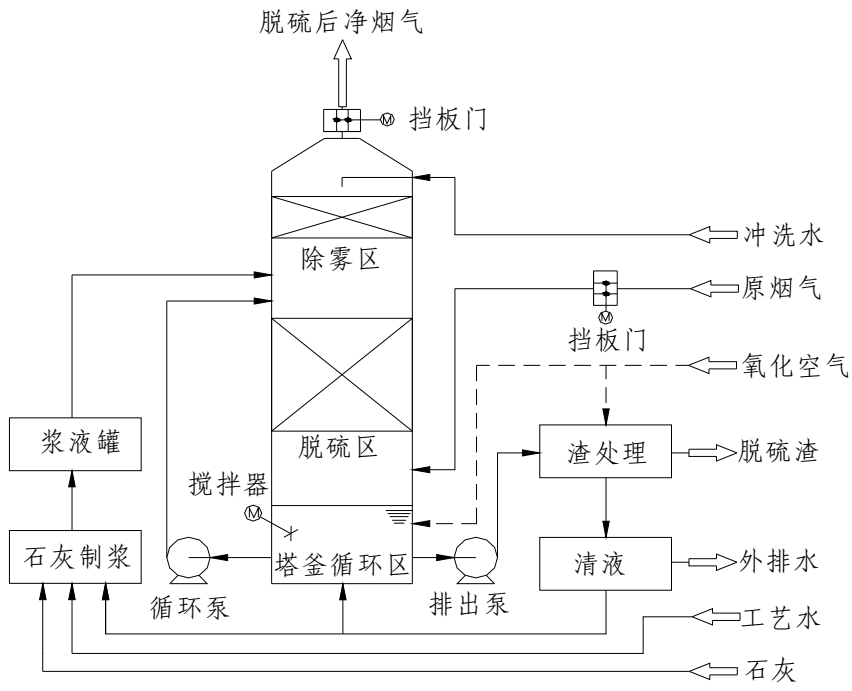 脱硫后净烟气
M
挡板门
冲洗水
除雾区
原烟气
M
挡板门
氧化空气
浆液罐
脱硫区
渣处理
脱硫渣
搅拌器
M
石灰制浆
塔釜循环区
清液
外排水
循环泵
排出泵
工艺水
石灰